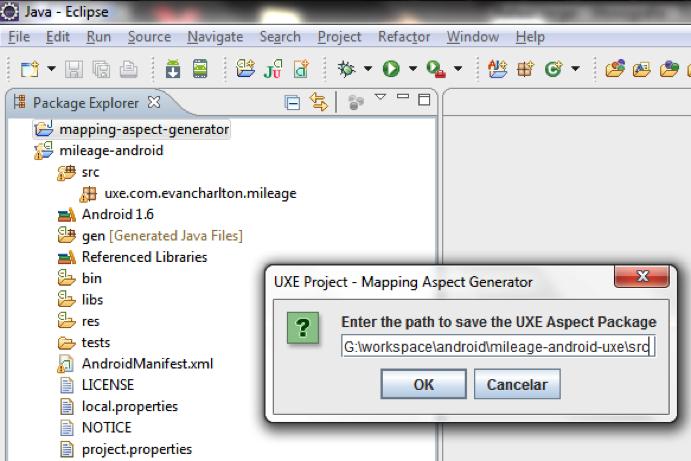 Java - Eclipse
File Edit Run Source Navigate Search Project Refactor Window Help
Package Explorer
mapping-aspect-generator
mileage-android
src
uxe.com.evancharlton.mileage
Android 1.6
gen [Generated Java Files]
Referenced Libraries
bin
libs
res
tests
AndroidManifest.xml
LICENSE
local.properties
NOTICE
project.properties
UXE Project - Mapping Aspect Generator
Enter the path to save the UXE Aspect Package
G:\workspace\android\mileage-android-uxe\src
OK Cancelar